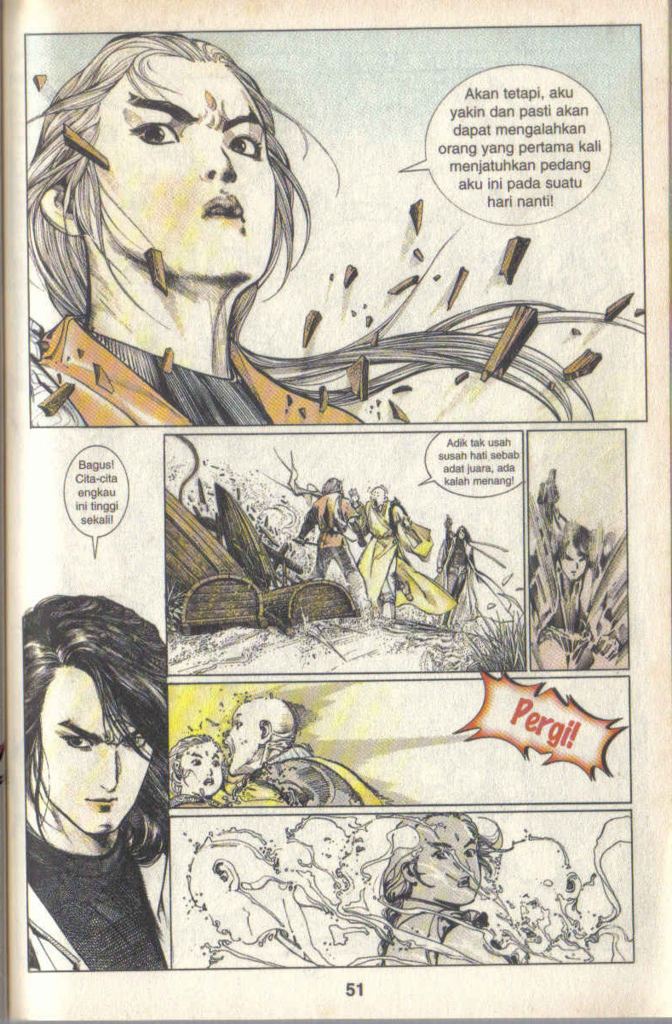 Akan tetapi, aku
yakin dan pasti akan
dapat mengalahkan
orang yang pertama kali
menjatuhkan pedang
aku ini pada suatu
hari nanti!
Bagus!
Cita-cita
engkau
ini tinggi
sekali!
Adik tak usah
susah hati sebab
adat juara, ada
kalah menang!
Pergi!
51